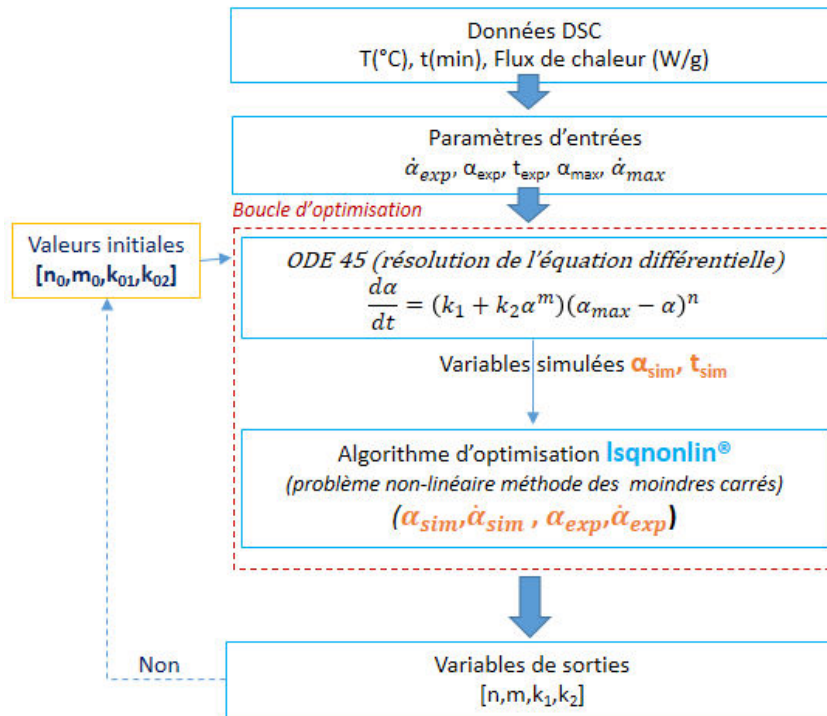 Données DSC
T(°C), t(min), Flux de chaleur (W/g)
Paramètres d'entrées
α̇exp, αexp, texp, αmax, α̇max
Boucle d'optimisation
Valeurs initiales
[n0,m0,k01,k02]
ODE 45 (résolution de l'équation différentielle)
dα/dt = (k1 + k2α^m)(αmax − α)^n
Variables simulées αsim, tsim
Algorithme d'optimisation lsqnonlin®
(problème non-linéaire méthode des moindres carrés)
(αsim,α̇sim , αexp,α̇exp)
Non
Variables de sorties
[n,m,k1,k2]